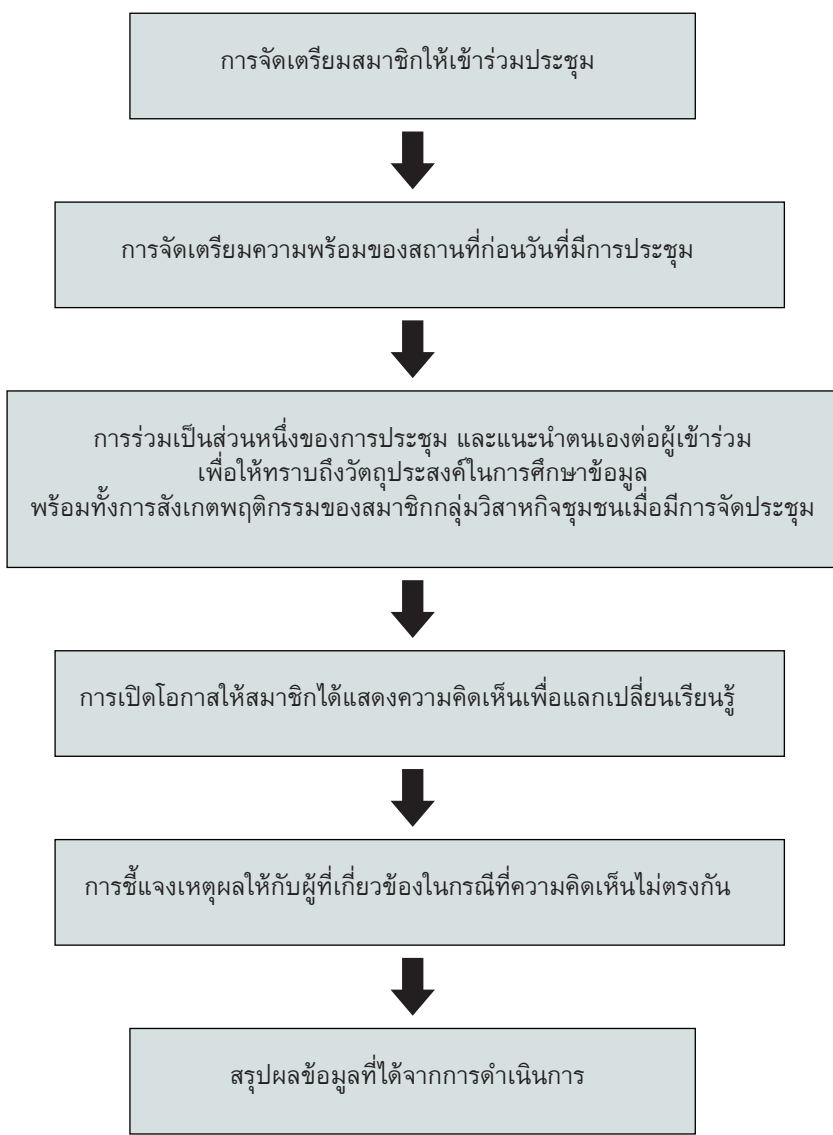 การจัดเตรียมสมาชิกให้เข้าร่วมประชุม
การจัดเตรียมความพร้อมของสถานที่ก่อนวันที่มีการประชุม
การร่วมเป็นส่วนหนึ่งของการประชุม และแนะนำตนเองต่อผู้เข้าร่วม
เพื่อให้ทราบถึงวัตถุประสงค์ในการศึกษาข้อมูล
พร้อมทั้งการสังเกตพฤติกรรมของสมาชิกกลุ่มวิสาหกิจชุมชนเมื่อมีการจัดประชุม
การเปิดโอกาสให้สมาชิกได้แสดงความคิดเห็นเพื่อแลกเปลี่ยนเรียนรู้
การชี้แจงเหตุผลให้กับผู้ที่เกี่ยวข้องในกรณีที่ความคิดเห็นไม่ตรงกัน
สรุปผลข้อมูลที่ได้จากการดำเนินการ